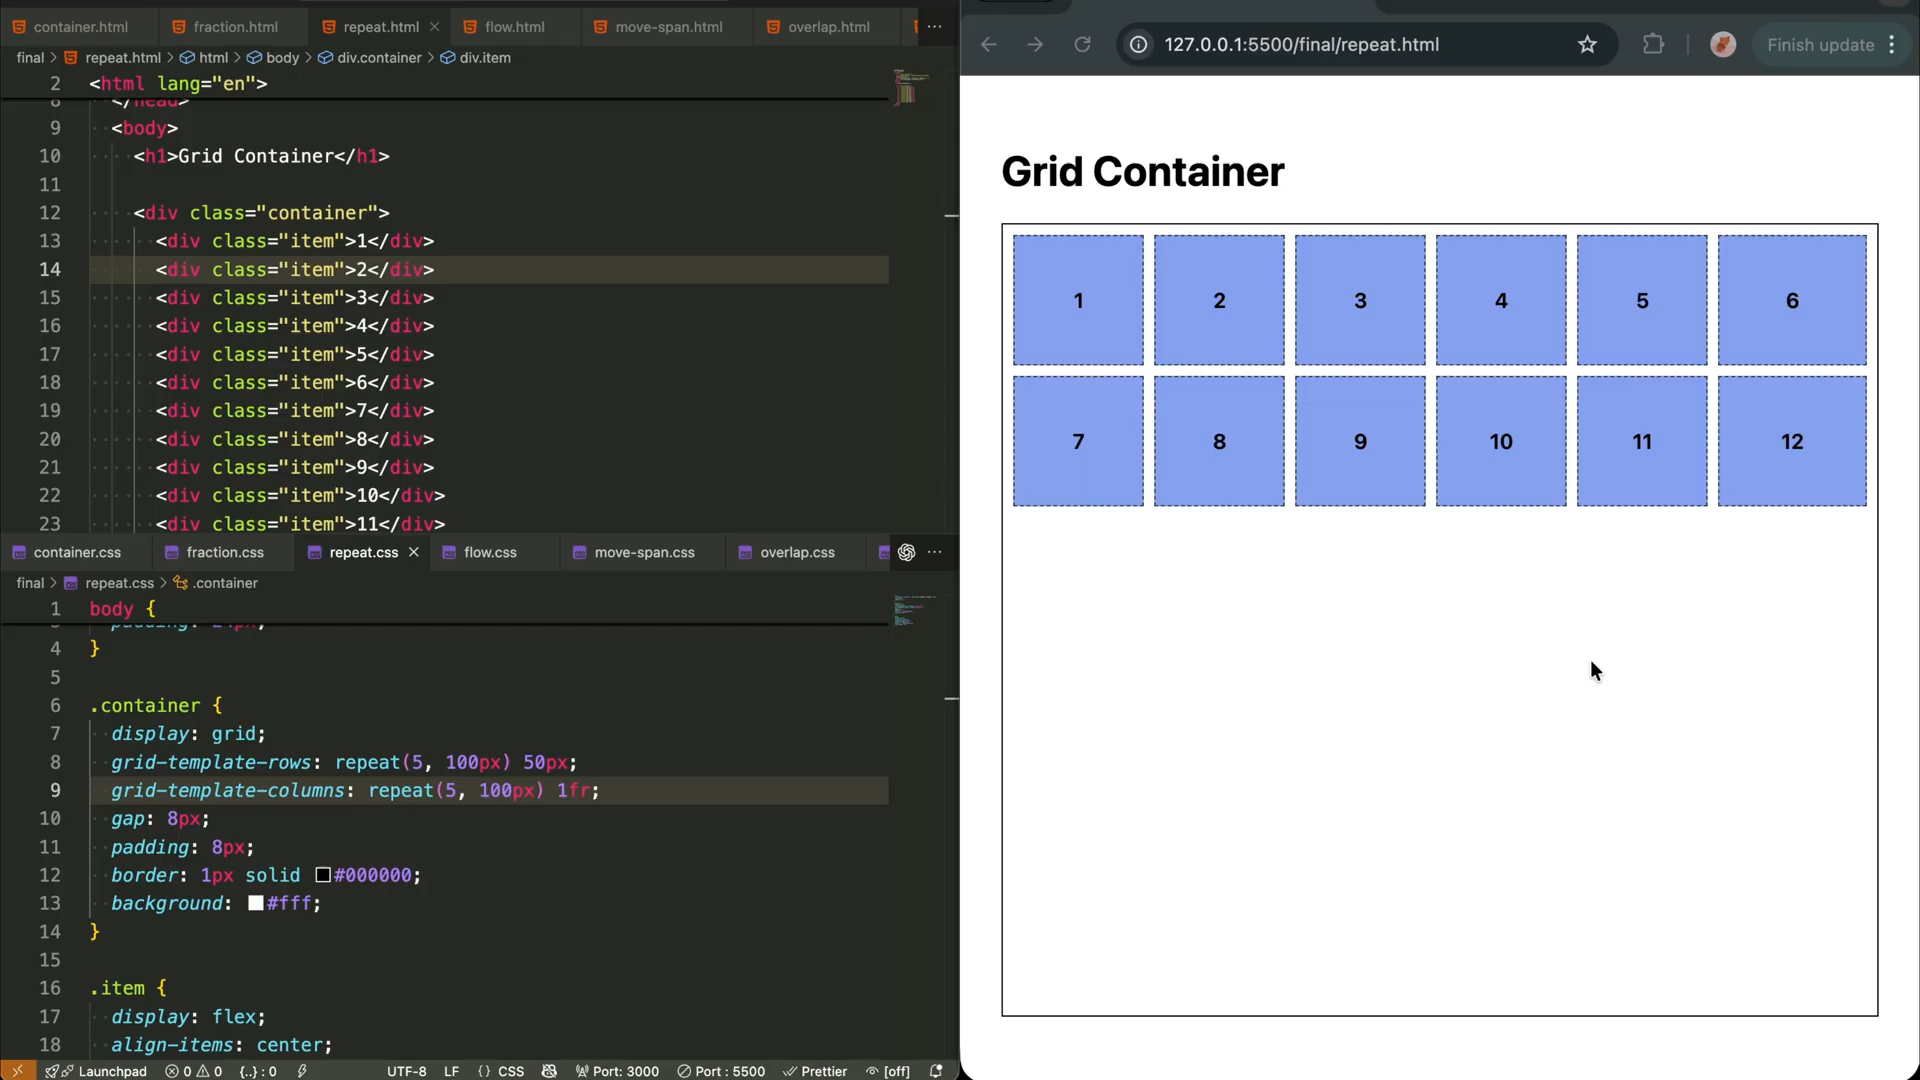 container.html fraction.html repeat.html flow.html move-span.html overlap.html ...
final > repeat.html > html > body > div.container > div.item
2 <html lang="en">
8 </head>
9 <body>
10 <h1>Grid Container</h1>
11
12 <div class="container">
13 <div class="item">1</div>
14 <div class="item">2</div>
15 <div class="item">3</div>
16 <div class="item">4</div>
17 <div class="item">5</div>
18 <div class="item">6</div>
19 <div class="item">7</div>
20 <div class="item">8</div>
21 <div class="item">9</div>
22 <div class="item">10</div>
23 <div class="item">11</div>
container.css fraction.css repeat.css flow.css move-span.css overlap.css ...
final > repeat.css > .container
1 body {
4 }
5
6 .container {
7 display: grid;
8 grid-template-rows: repeat(5, 100px) 50px;
9 grid-template-columns: repeat(5, 100px) 1fr;
10 gap: 8px;
11 padding: 8px;
12 border: 1px solid #000000;
13 background: #fff;
14 }
15
16 .item {
17 display: flex;
18 align-items: center;
Launchpad 0 0 {..} : 0 UTF-8 LF {} CSS Port: 3000 Port : 5500 Prettier [off]
127.0.0.1:5500/final/repeat.html Finish update
Grid Container
1 2 3 4 5 6
7 8 9 10 11 12